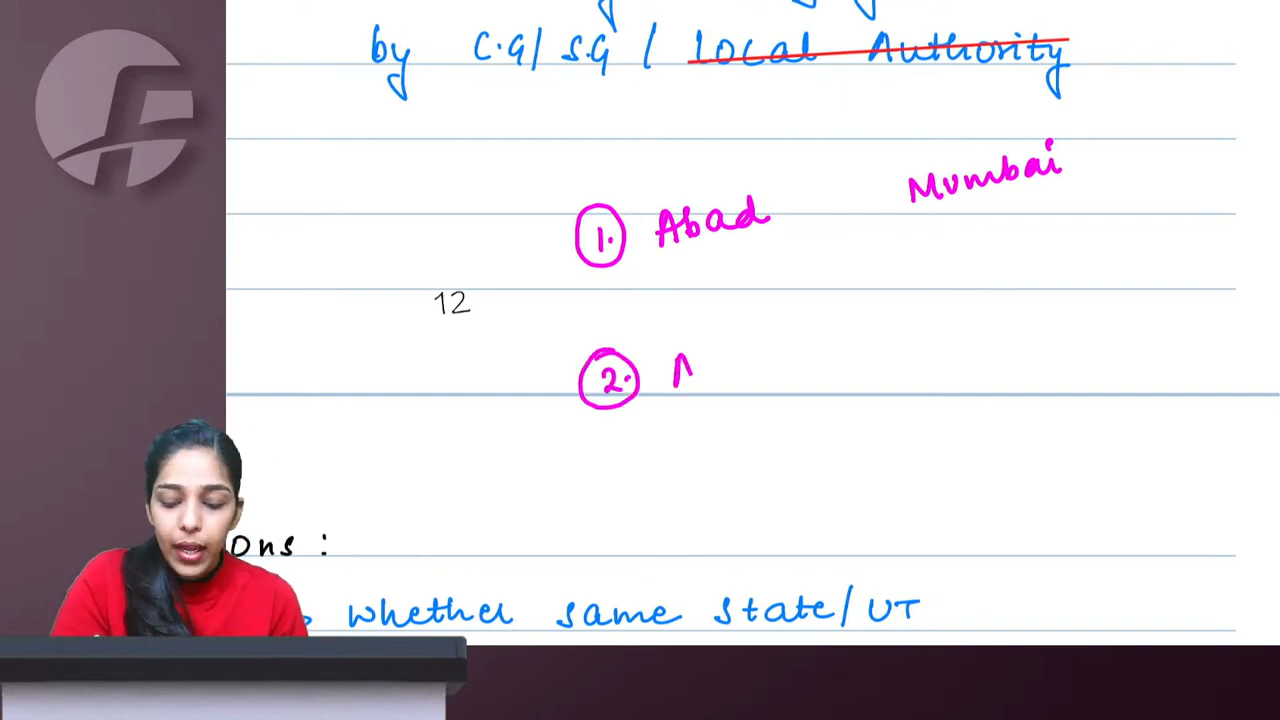 by C.G/ S.G / Local Authority
Mumbai
1. Abad
12
2. A
ons :
whether same state/UT